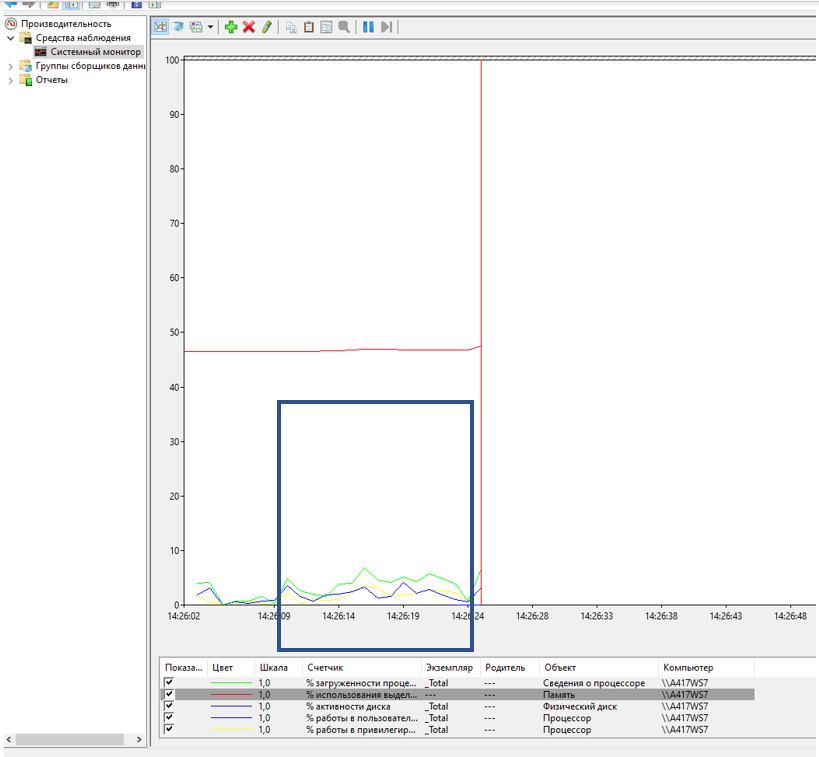 Производительность
Средства наблюдения
Системный монитор
Группы сборщиков данн
Отчеты
100
90
80
70
60
50
40
30
20
10
0
14:26:02 14:26:09 14:26:14 14:26:19 14:26:24 14:26:28 14:26:33 14:26:38 14:26:43 14:26:48
Показа... Цвет Шкала Счетчик Экземпляр Родитель Объект Компьютер
1,0 % загруженности проце... _Total --- Сведения о процессоре \\A417WS7
1,0 % использования выдел... --- --- Память \\A417WS7
1,0 % активности диска _Total --- Физический диск \\A417WS7
1,0 % работы в пользовател... _Total --- Процессор \\A417WS7
1,0 % работы в привилегир... _Total --- Процессор \\A417WS7